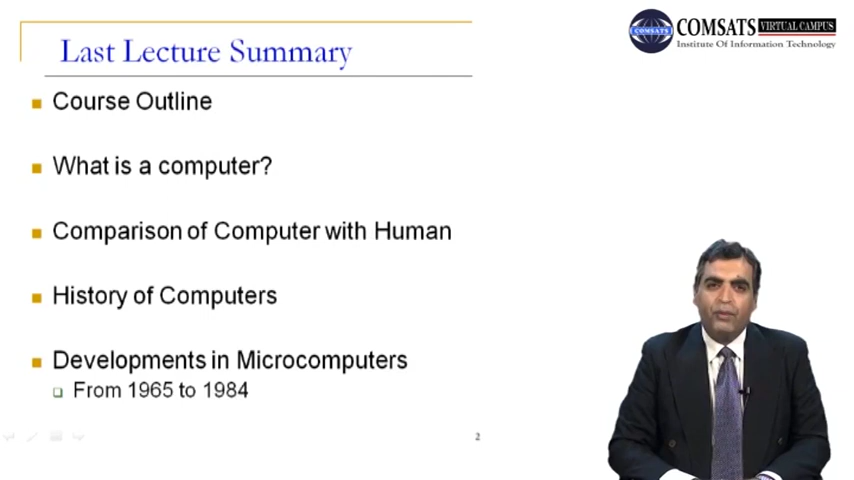 Last Lecture Summary
COMSATS VIRTUAL CAMPUS
Institute Of Information Technology
COMSATS
Course Outline
What is a computer?
Comparison of Computer with Human
History of Computers
Developments in Microcomputers
From 1965 to 1984
2